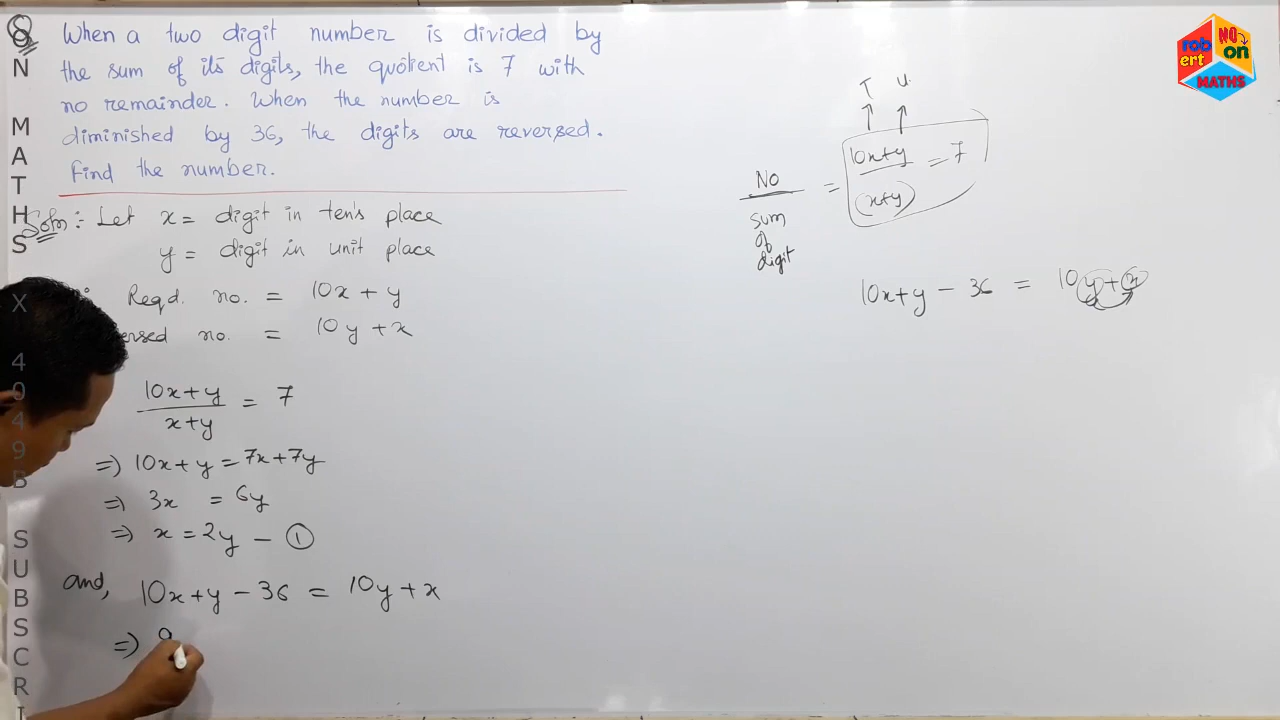 Q When a two digit number is divided by
the sum of its digits, the quotient is 7 with
no remainder. When the number is
diminished by 36, the digits are reversed.
Find the number.
Soln: Let x = digit in ten's place
y = digit in unit place
Reqd. no. = 10x + y
ersed no. = 10y + x
10x+y
x+y
= 7
=> 10x + y = 7x+7y
=> 3x = 6y
=> x = 2y - ①
and, 10x + y - 36 = 10y + x
=> 9
T U
No
sum
of
digit
=
10x+y
(x+y)
= 7
10x+y - 36 = 10y+x
rob
ert
NO
on
MATHS
ON MATHS
X 4049B SUBSCRI